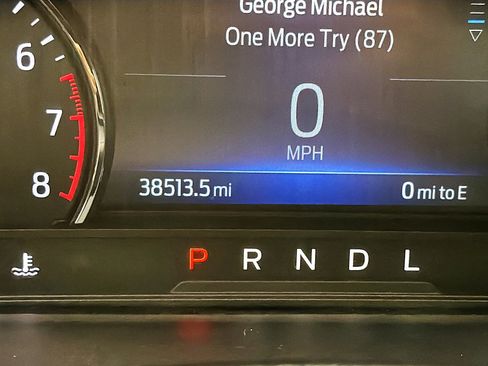 George Michael
One More Try (87)
6
7
8
0
MPH
38513.5 mi
0 mi to E
P R N D L